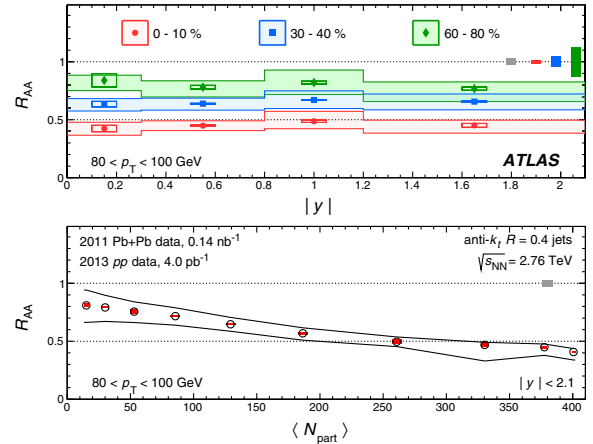 0 - 10 %
30 - 40 %
60 - 80 %
R_AA
1
0.5
0
80 < p_T < 100 GeV
ATLAS
0 0.2 0.4 0.6 0.8 1 1.2 1.4 1.6 1.8 2
| y |
2011 Pb+Pb data, 0.14 nb⁻¹
2013 pp data, 4.0 pb⁻¹
anti-k_t R = 0.4 jets
√s_NN = 2.76 TeV
R_AA
1
0.5
0
80 < p_T < 100 GeV
| y | < 2.1
0 50 100 150 200 250 300 350 400
⟨ N_part ⟩